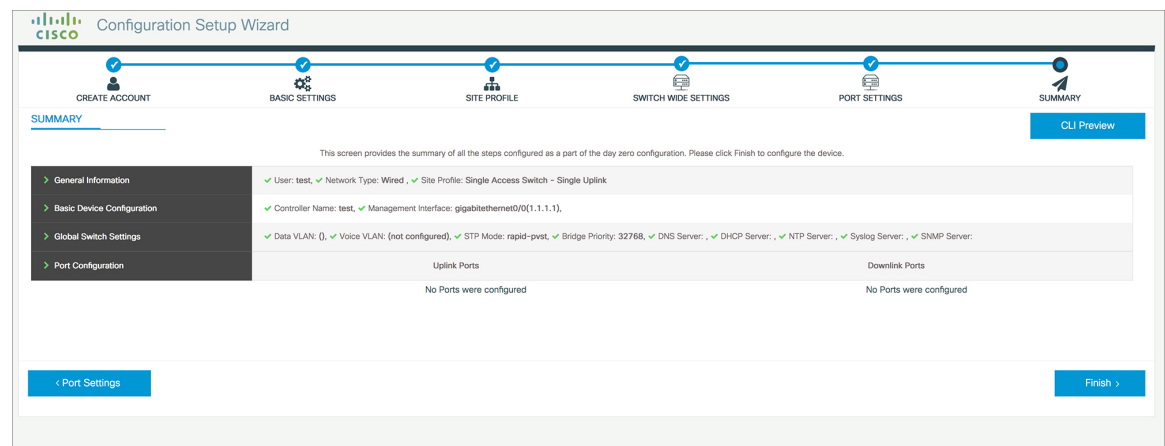 CISCO
Configuration Setup Wizard
CREATE ACCOUNT
BASIC SETTINGS
SITE PROFILE
SWITCH WIDE SETTINGS
PORT SETTINGS
SUMMARY
SUMMARY
CLI Preview
This screen provides the summary of all the steps configured as a part of the day zero configuration. Please click Finish to configure the device.
> General Information
✓ User: test, ✓ Network Type: Wired , ✓ Site Profile: Single Access Switch - Single Uplink
> Basic Device Configuration
✓ Controller Name: test, ✓ Management Interface: gigabitethernet0/0(1.1.1.1),
> Global Switch Settings
✓ Data VLAN: (), ✓ Voice VLAN: (not configured), ✓ STP Mode: rapid-pvst, ✓ Bridge Priority: 32768, ✓ DNS Server: , ✓ DHCP Server: , ✓ NTP Server: , ✓ Syslog Server: , ✓ SNMP Server:
> Port Configuration
Uplink Ports
Downlink Ports
No Ports were configured
No Ports were configured
< Port Settings
Finish >